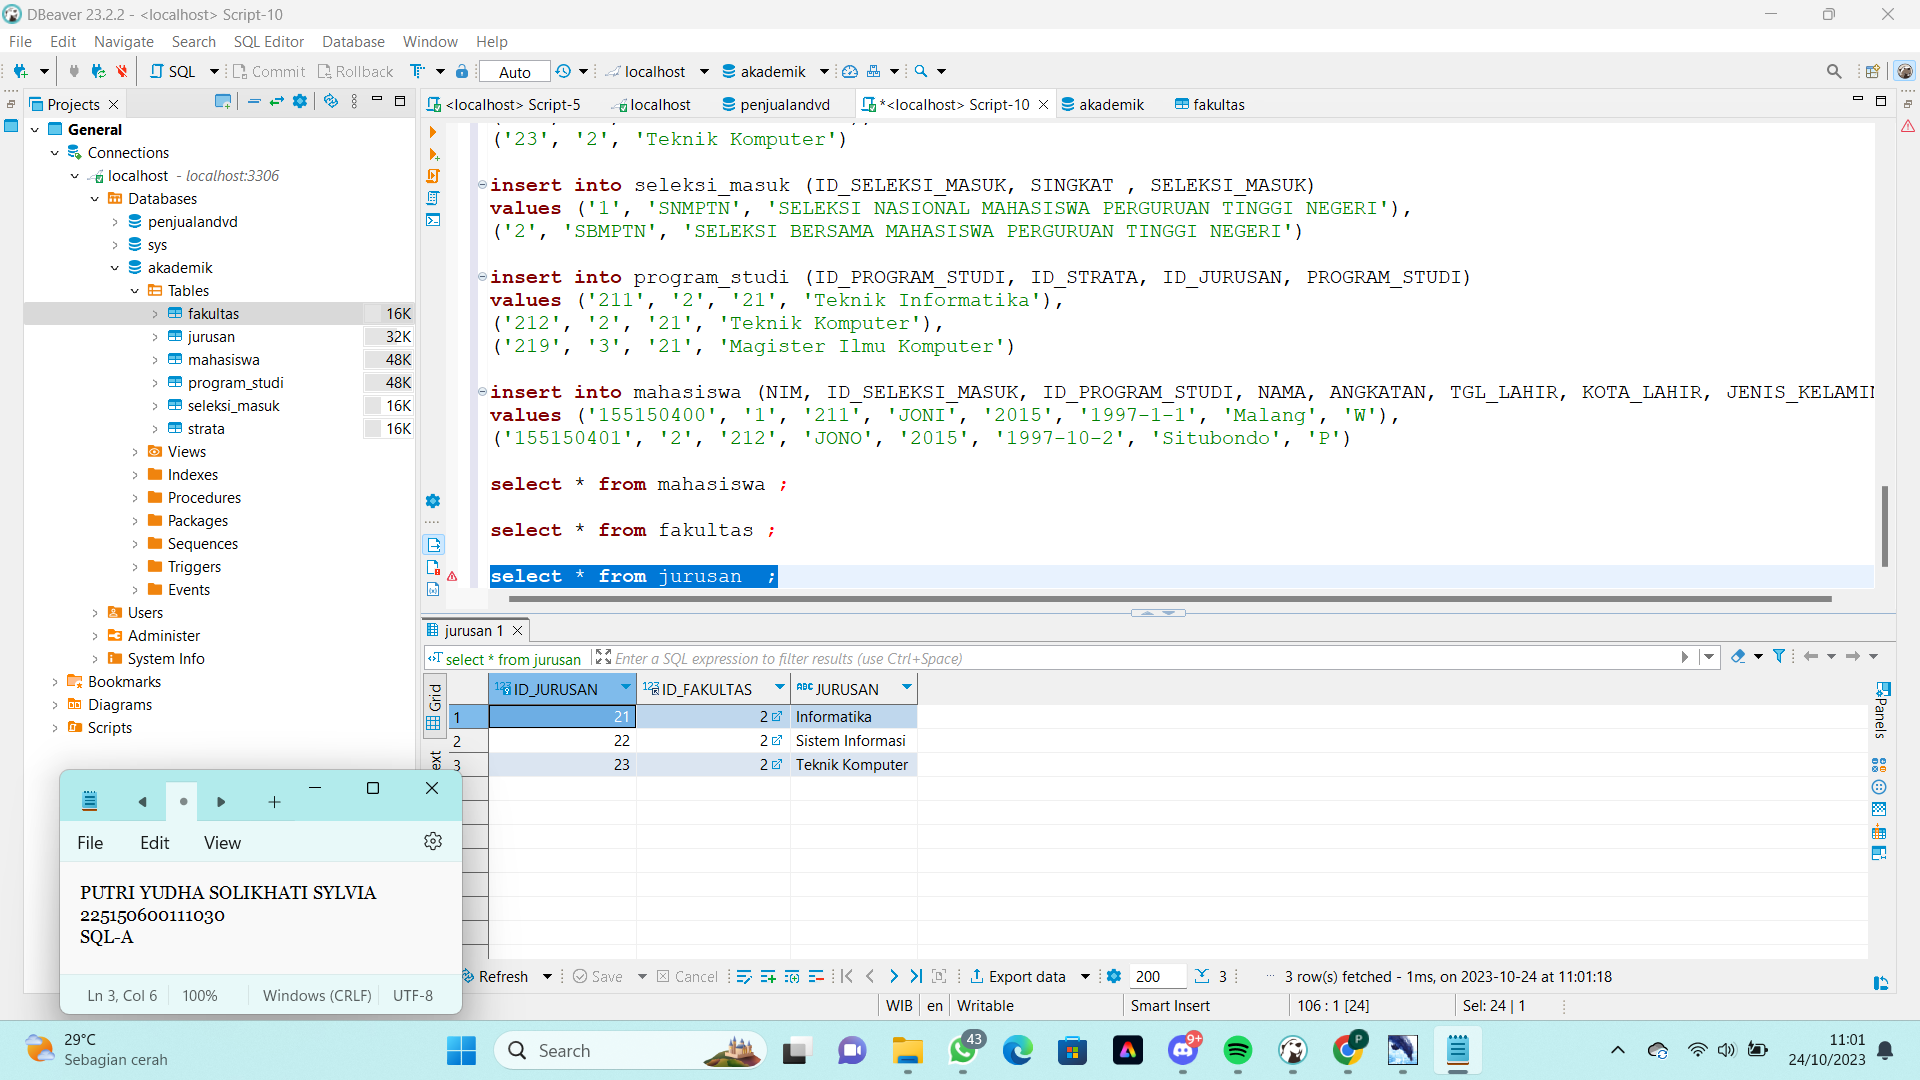 DBeaver 23.2.2 - <localhost> Script-10
File Edit Navigate Search SQL Editor Database Window Help
SQL Commit Rollback Auto localhost akademik
Projects
<localhost> Script-5 localhost penjualandvd *<localhost> Script-10 akademik fakultas
General
Connections
localhost - localhost:3306
Databases
penjualandvd
sys
akademik
Tables
fakultas 16K
jurusan 32K
mahasiswa 48K
program_studi 48K
seleksi_masuk 16K
strata 16K
Views
Indexes
Procedures
Packages
Sequences
Triggers
Events
Users
Administer
System Info
Bookmarks
Diagrams
Scripts
('23', '2', 'Teknik Komputer')
insert into seleksi_masuk (ID_SELEKSI_MASUK, SINGKAT , SELEKSI_MASUK)
values ('1', 'SNMPTN', 'SELEKSI NASIONAL MAHASISWA PERGURUAN TINGGI NEGERI'),
('2', 'SBMPTN', 'SELEKSI BERSAMA MAHASISWA PERGURUAN TINGGI NEGERI')
insert into program_studi (ID_PROGRAM_STUDI, ID_STRATA, ID_JURUSAN, PROGRAM_STUDI)
values ('211', '2', '21', 'Teknik Informatika'),
('212', '2', '21', 'Teknik Komputer'),
('219', '3', '21', 'Magister Ilmu Komputer')
insert into mahasiswa (NIM, ID_SELEKSI_MASUK, ID_PROGRAM_STUDI, NAMA, ANGKATAN, TGL_LAHIR, KOTA_LAHIR, JENIS_KELAMIN
values ('155150400', '1', '211', 'JONI', '2015', '1997-1-1', 'Malang', 'W'),
('155150401', '2', '212', 'JONO', '2015', '1997-10-2', 'Situbondo', 'P')
select * from mahasiswa ;
select * from fakultas ;
select * from jurusan ;
jurusan 1
select * from jurusan Enter a SQL expression to filter results (use Ctrl+Space)
Grid
Panels
ID_JURUSAN ID_FAKULTAS JURUSAN
1 21 2 Informatika
2 22 2 Sistem Informasi
3 23 2 Teknik Komputer
Refresh Save Cancel Export data 200 3 3 row(s) fetched - 1ms, on 2023-10-24 at 11:01:18
WIB en Writable Smart Insert 106 : 1 [24] Sel: 24 | 1
File Edit View
PUTRI YUDHA SOLIKHATI SYLVIA
225150600111030
SQL-A
Ln 3, Col 6 100% Windows (CRLF) UTF-8
29°C
Sebagian cerah
Search
43
9+
P
11:01
24/10/2023